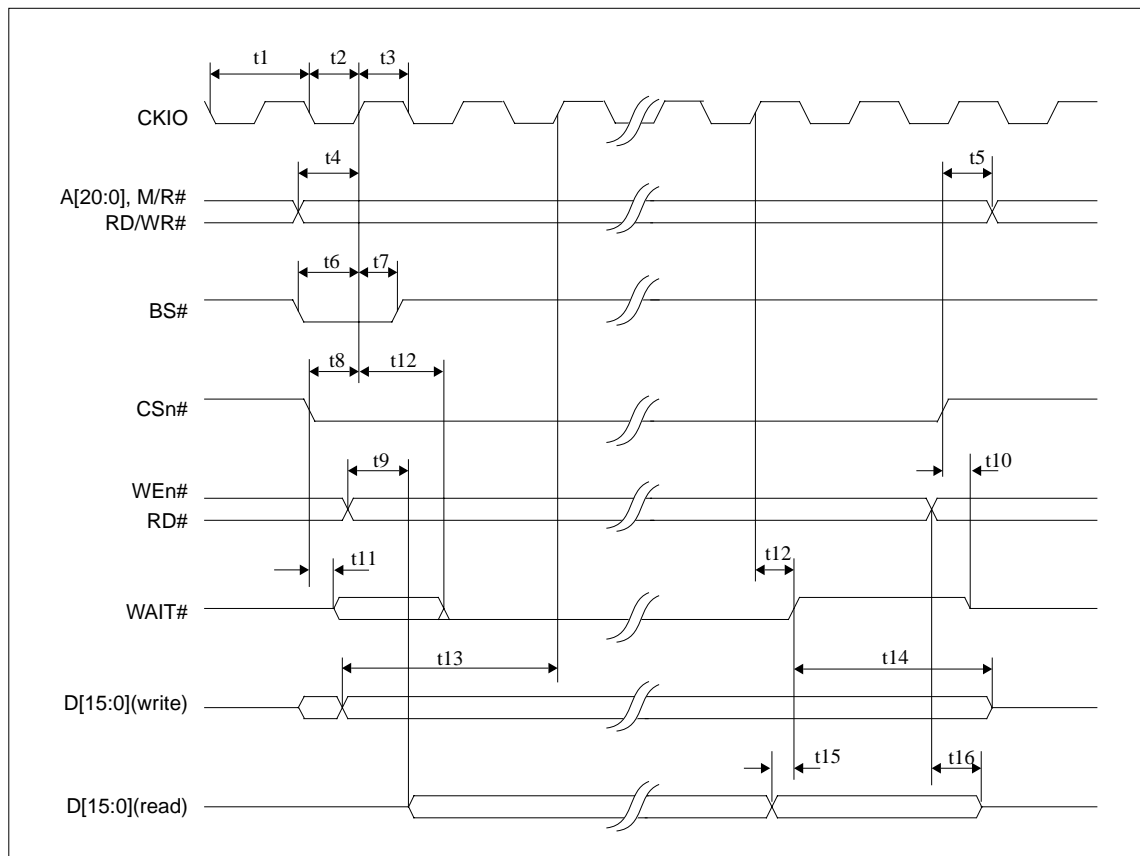 t1 t2 t3
CKIO
t4 t5
A[20:0], M/R#
RD/WR#
t6 t7
BS#
t8 t12
CSn#
t9 t10
WEn#
RD#
t11 t12
WAIT#
t13 t14
D[15:0](write)
t15 t16
D[15:0](read)